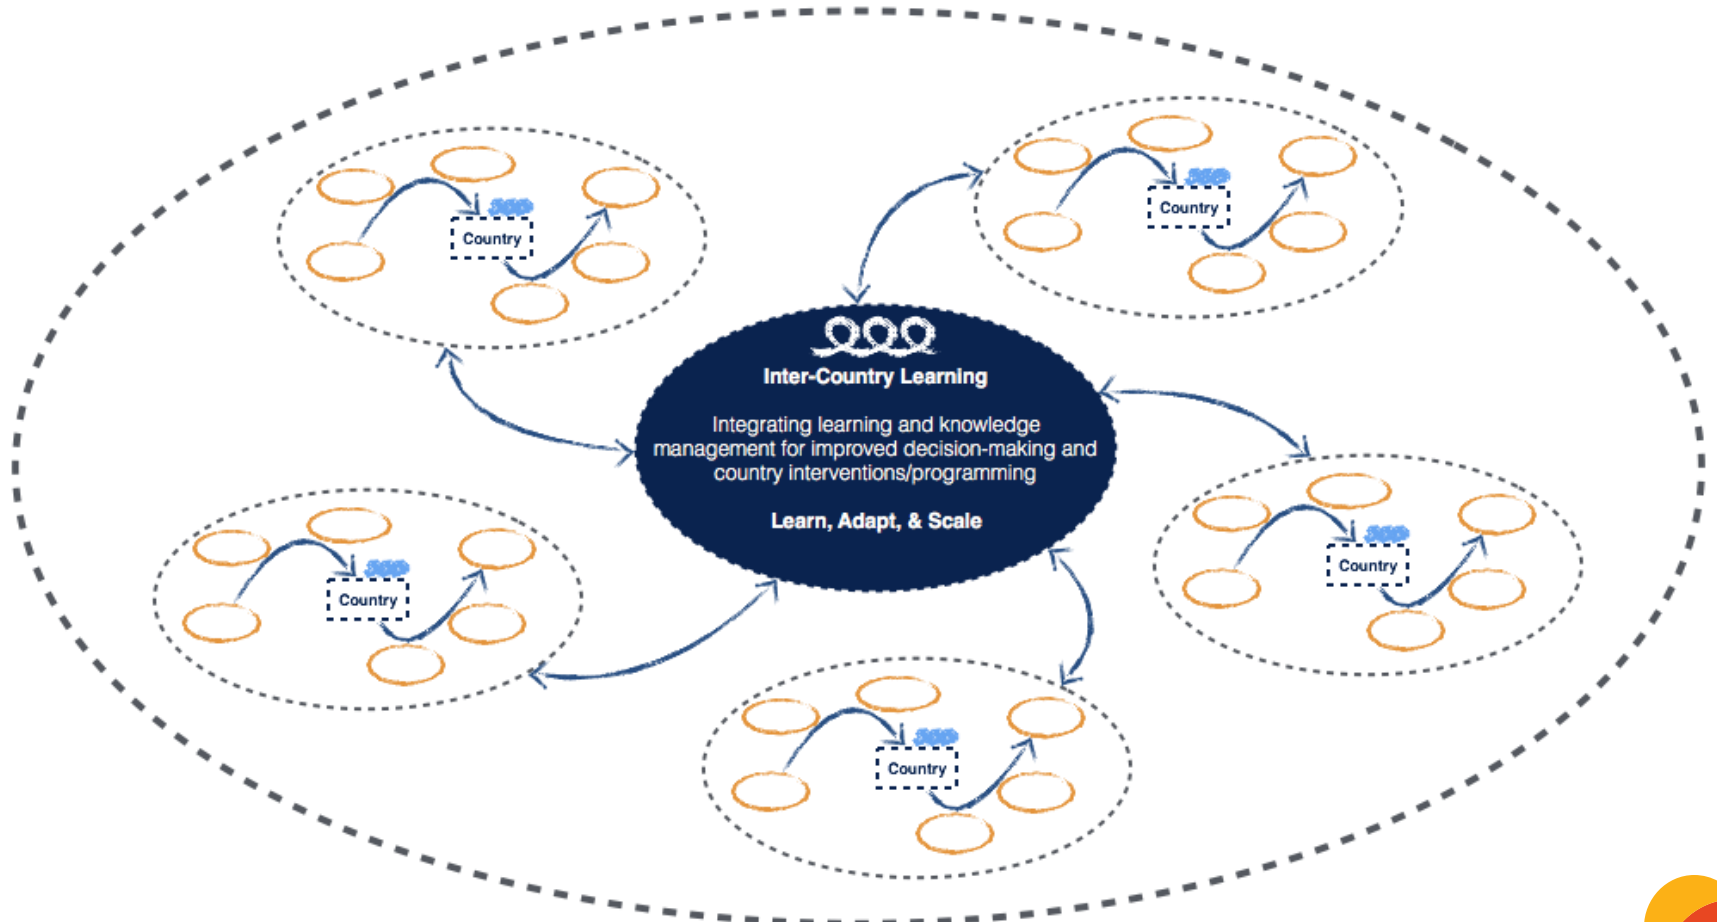 Country
Country
Inter-Country Learning
Integrating learning and knowledge
management for improved decision-making and
country interventions/programming
Learn, Adapt, & Scale
Country
Country
Country